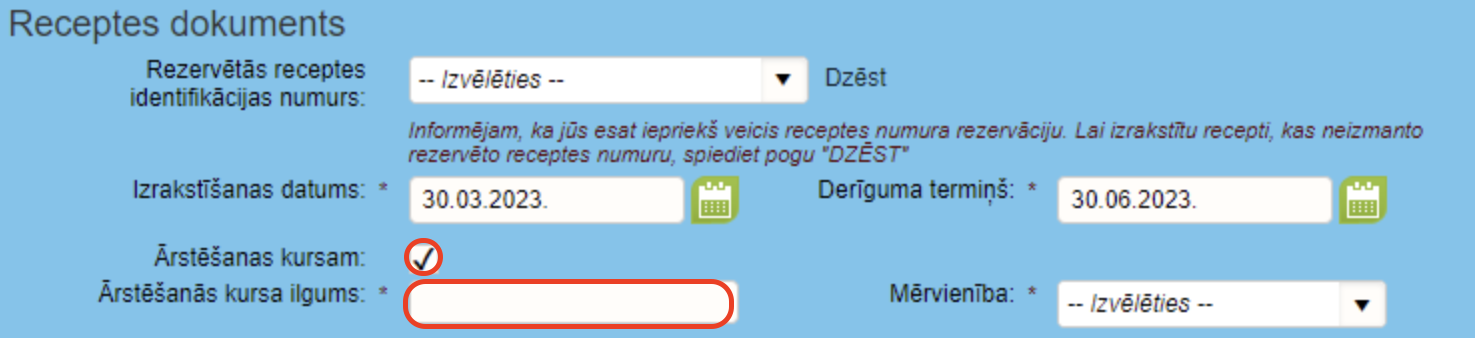 Receptes dokuments
Rezervētās receptes
identifikācijas numurs:
-- Izvēlēties --
Dzēst
Informējam, ka jūs esat iepriekš veicis receptes numura rezervāciju. Lai izrakstītu recepti, kas neizmanto
rezervēto receptes numuru, spiediet pogu "DZĒST"
Izrakstīšanas datums: * 30.03.2023. Derīguma termiņš: * 30.06.2023.
Ārstēšanas kursam:
Ārstēšanās kursa ilgums: * Mērvienība: * -- Izvēlēties --